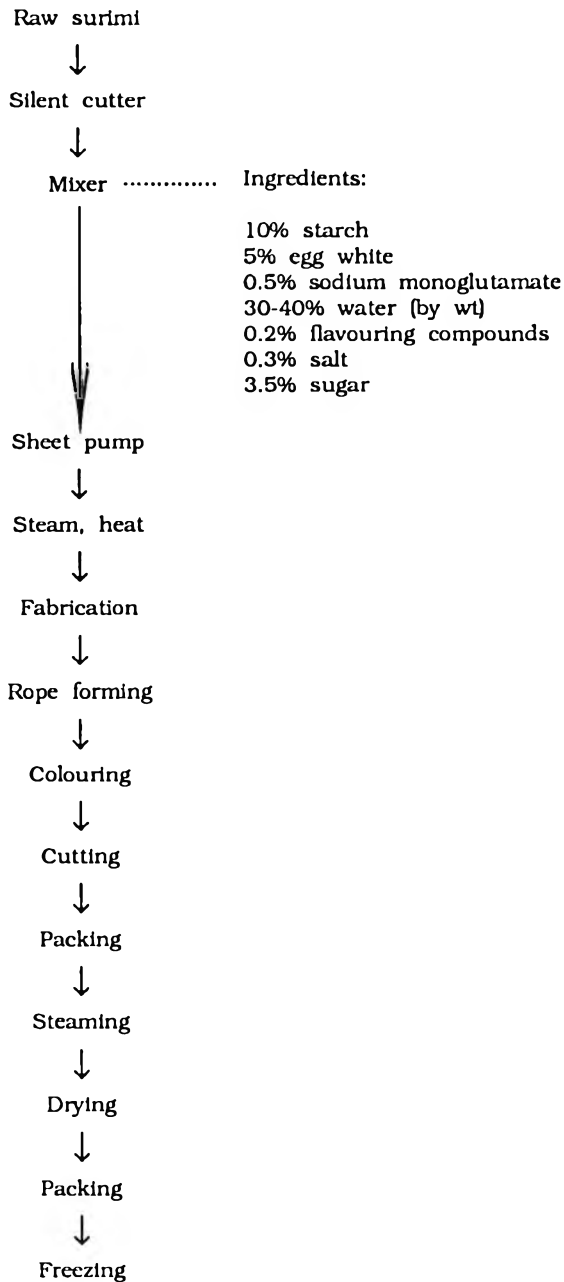 Raw surimi
Silent cutter
Mixer .............. Ingredients:
10% starch
5% egg white
0.5% sodium monoglutamate
30-40% water (by wt)
0.2% flavouring compounds
0.3% salt
3.5% sugar
Sheet pump
Steam, heat
Fabrication
Rope forming
Colouring
Cutting
Packing
Steaming
Drying
Packing
Freezing